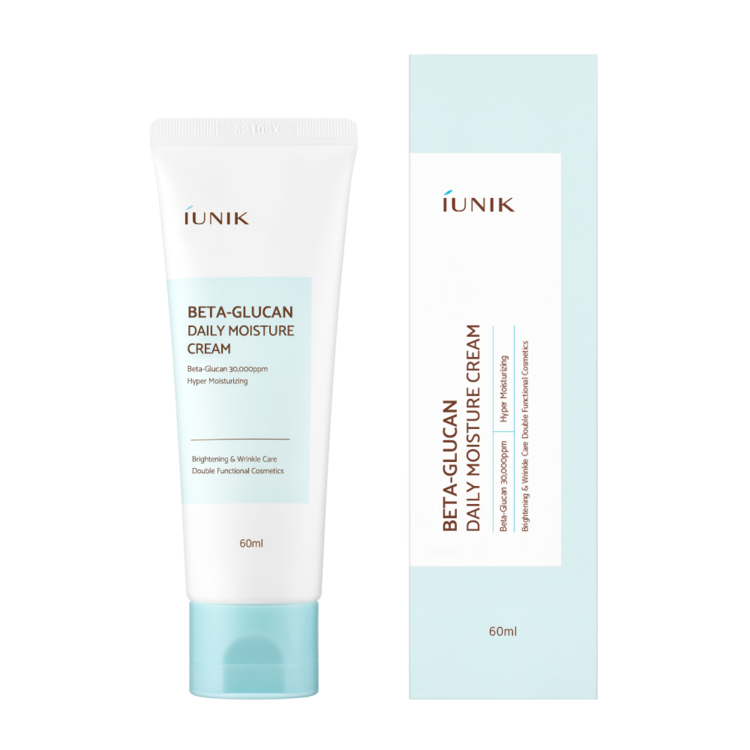 IUNIK
BETA-GLUCAN
DAILY MOISTURE
CREAM
Beta-Glucan 30,000ppm
Hyper Moisturizing
Brightening & Wrinkle Care
Double Functional Cosmetics
60ml
IUNIK
BETA-GLUCAN
DAILY MOISTURE CREAM
Beta-Glucan 30,000ppm Hyper Moisturizing
Brightening & Wrinkle Care Double Functional Cosmetics
60ml